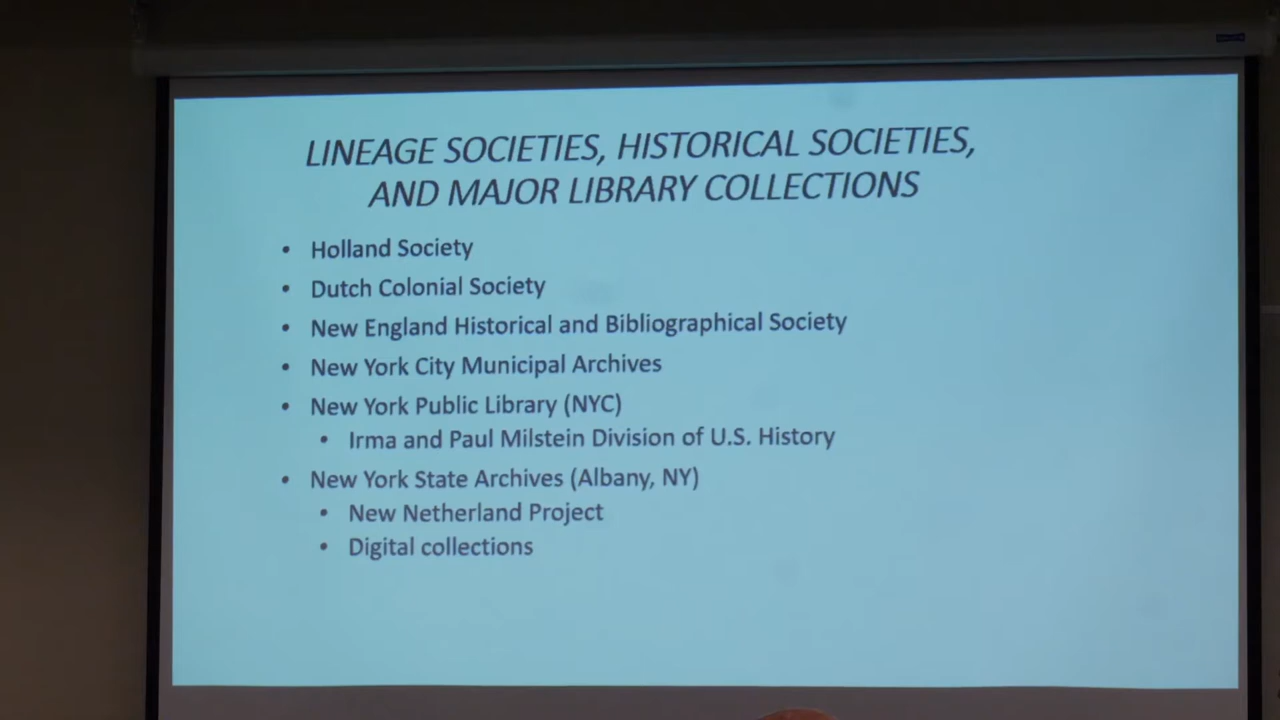 LINEAGE SOCIETIES, HISTORICAL SOCIETIES,
AND MAJOR LIBRARY COLLECTIONS
• Holland Society
• Dutch Colonial Society
• New England Historical and Bibliographical Society
• New York City Municipal Archives
• New York Public Library (NYC)
• Irma and Paul Milstein Division of U.S. History
• New York State Archives (Albany, NY)
• New Netherland Project
• Digital collections